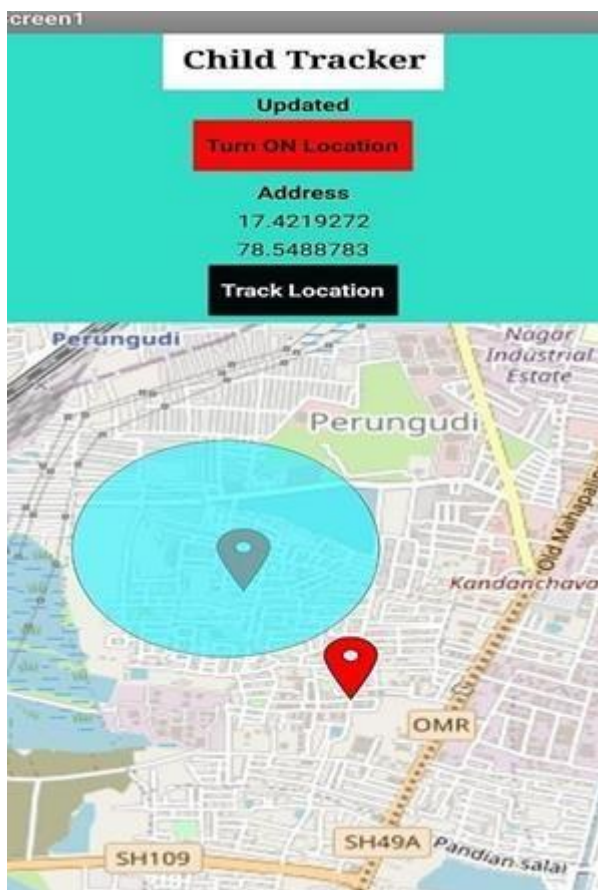 creen1
Child Tracker
Updated
Turn ON Location
Address
17.4219272
78.5488783
Track Location
Perungudi
Nagar
Industrial
Estate
Perungudi
Old Mahapalis
Kandanchava
OMR
SH49A
Pandian salai
SH109